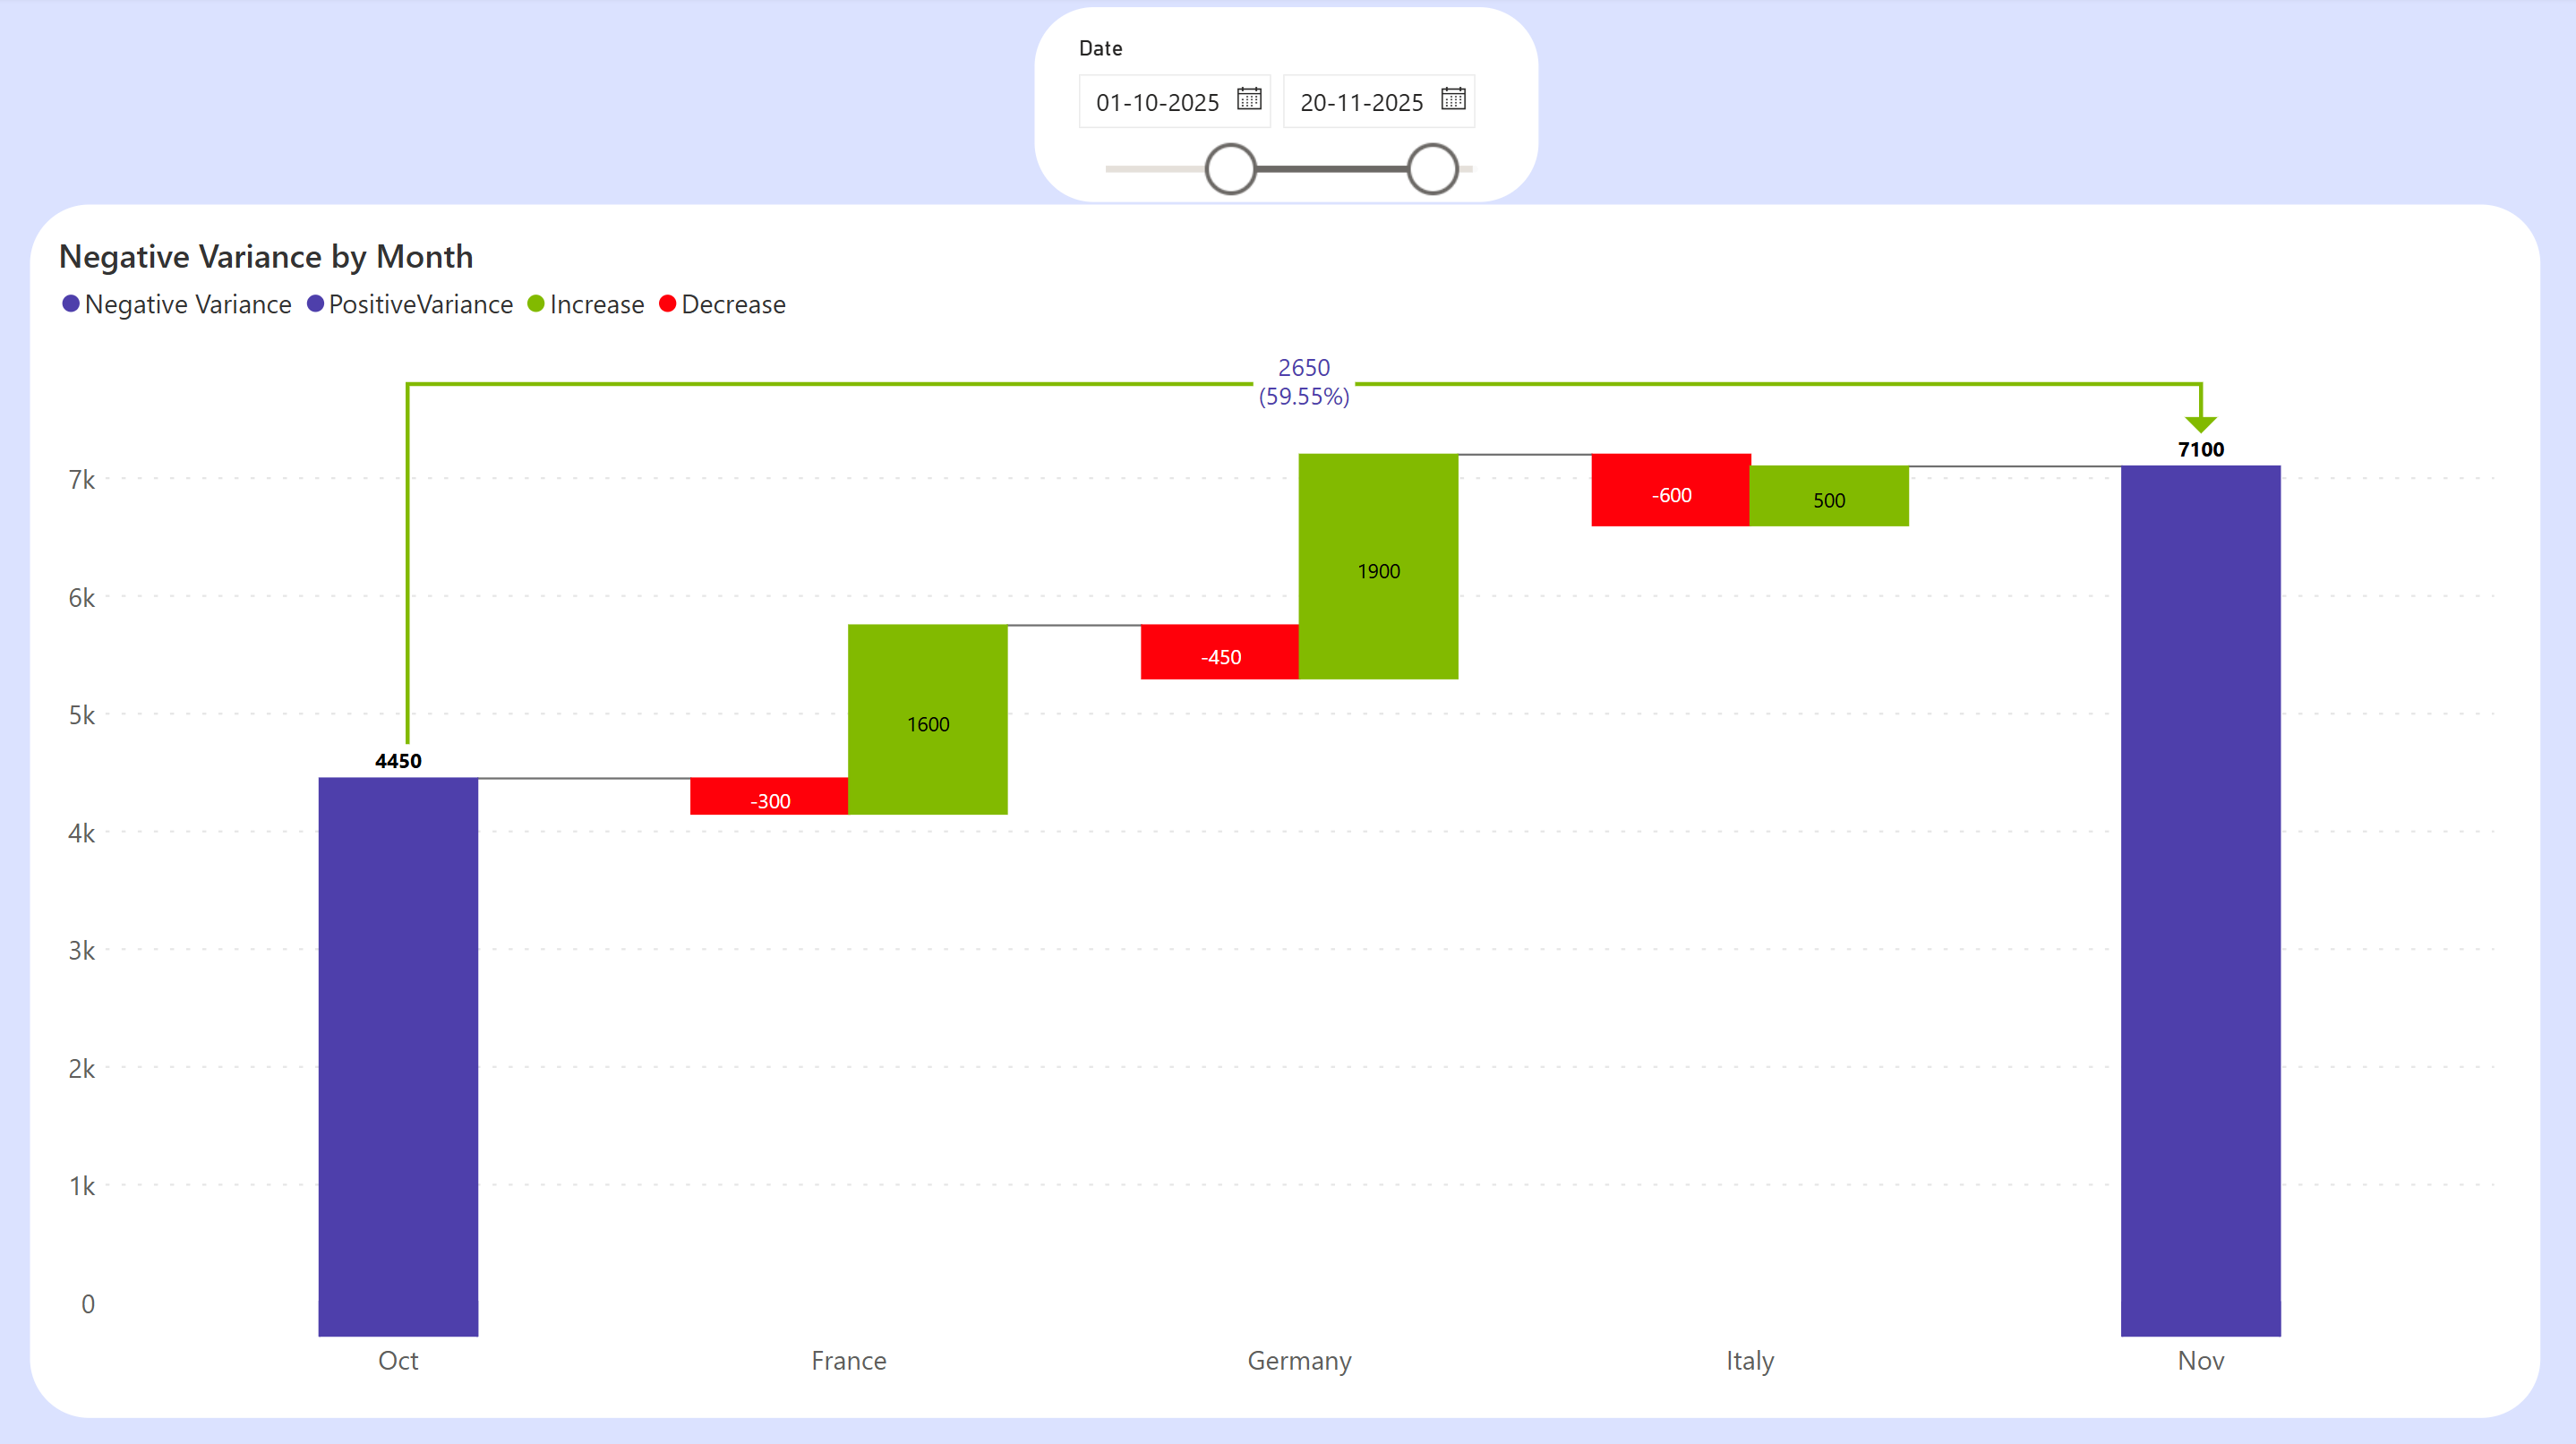 Date
01-10-2025 20-11-2025
Negative Variance by Month
Negative Variance PositiveVariance Increase Decrease
2650
(59.55%)
7100
7k
-600
500
6k
1900
5k
-450
1600
4450
4k
-300
3k
2k
1k
0
Oct France Germany Italy Nov